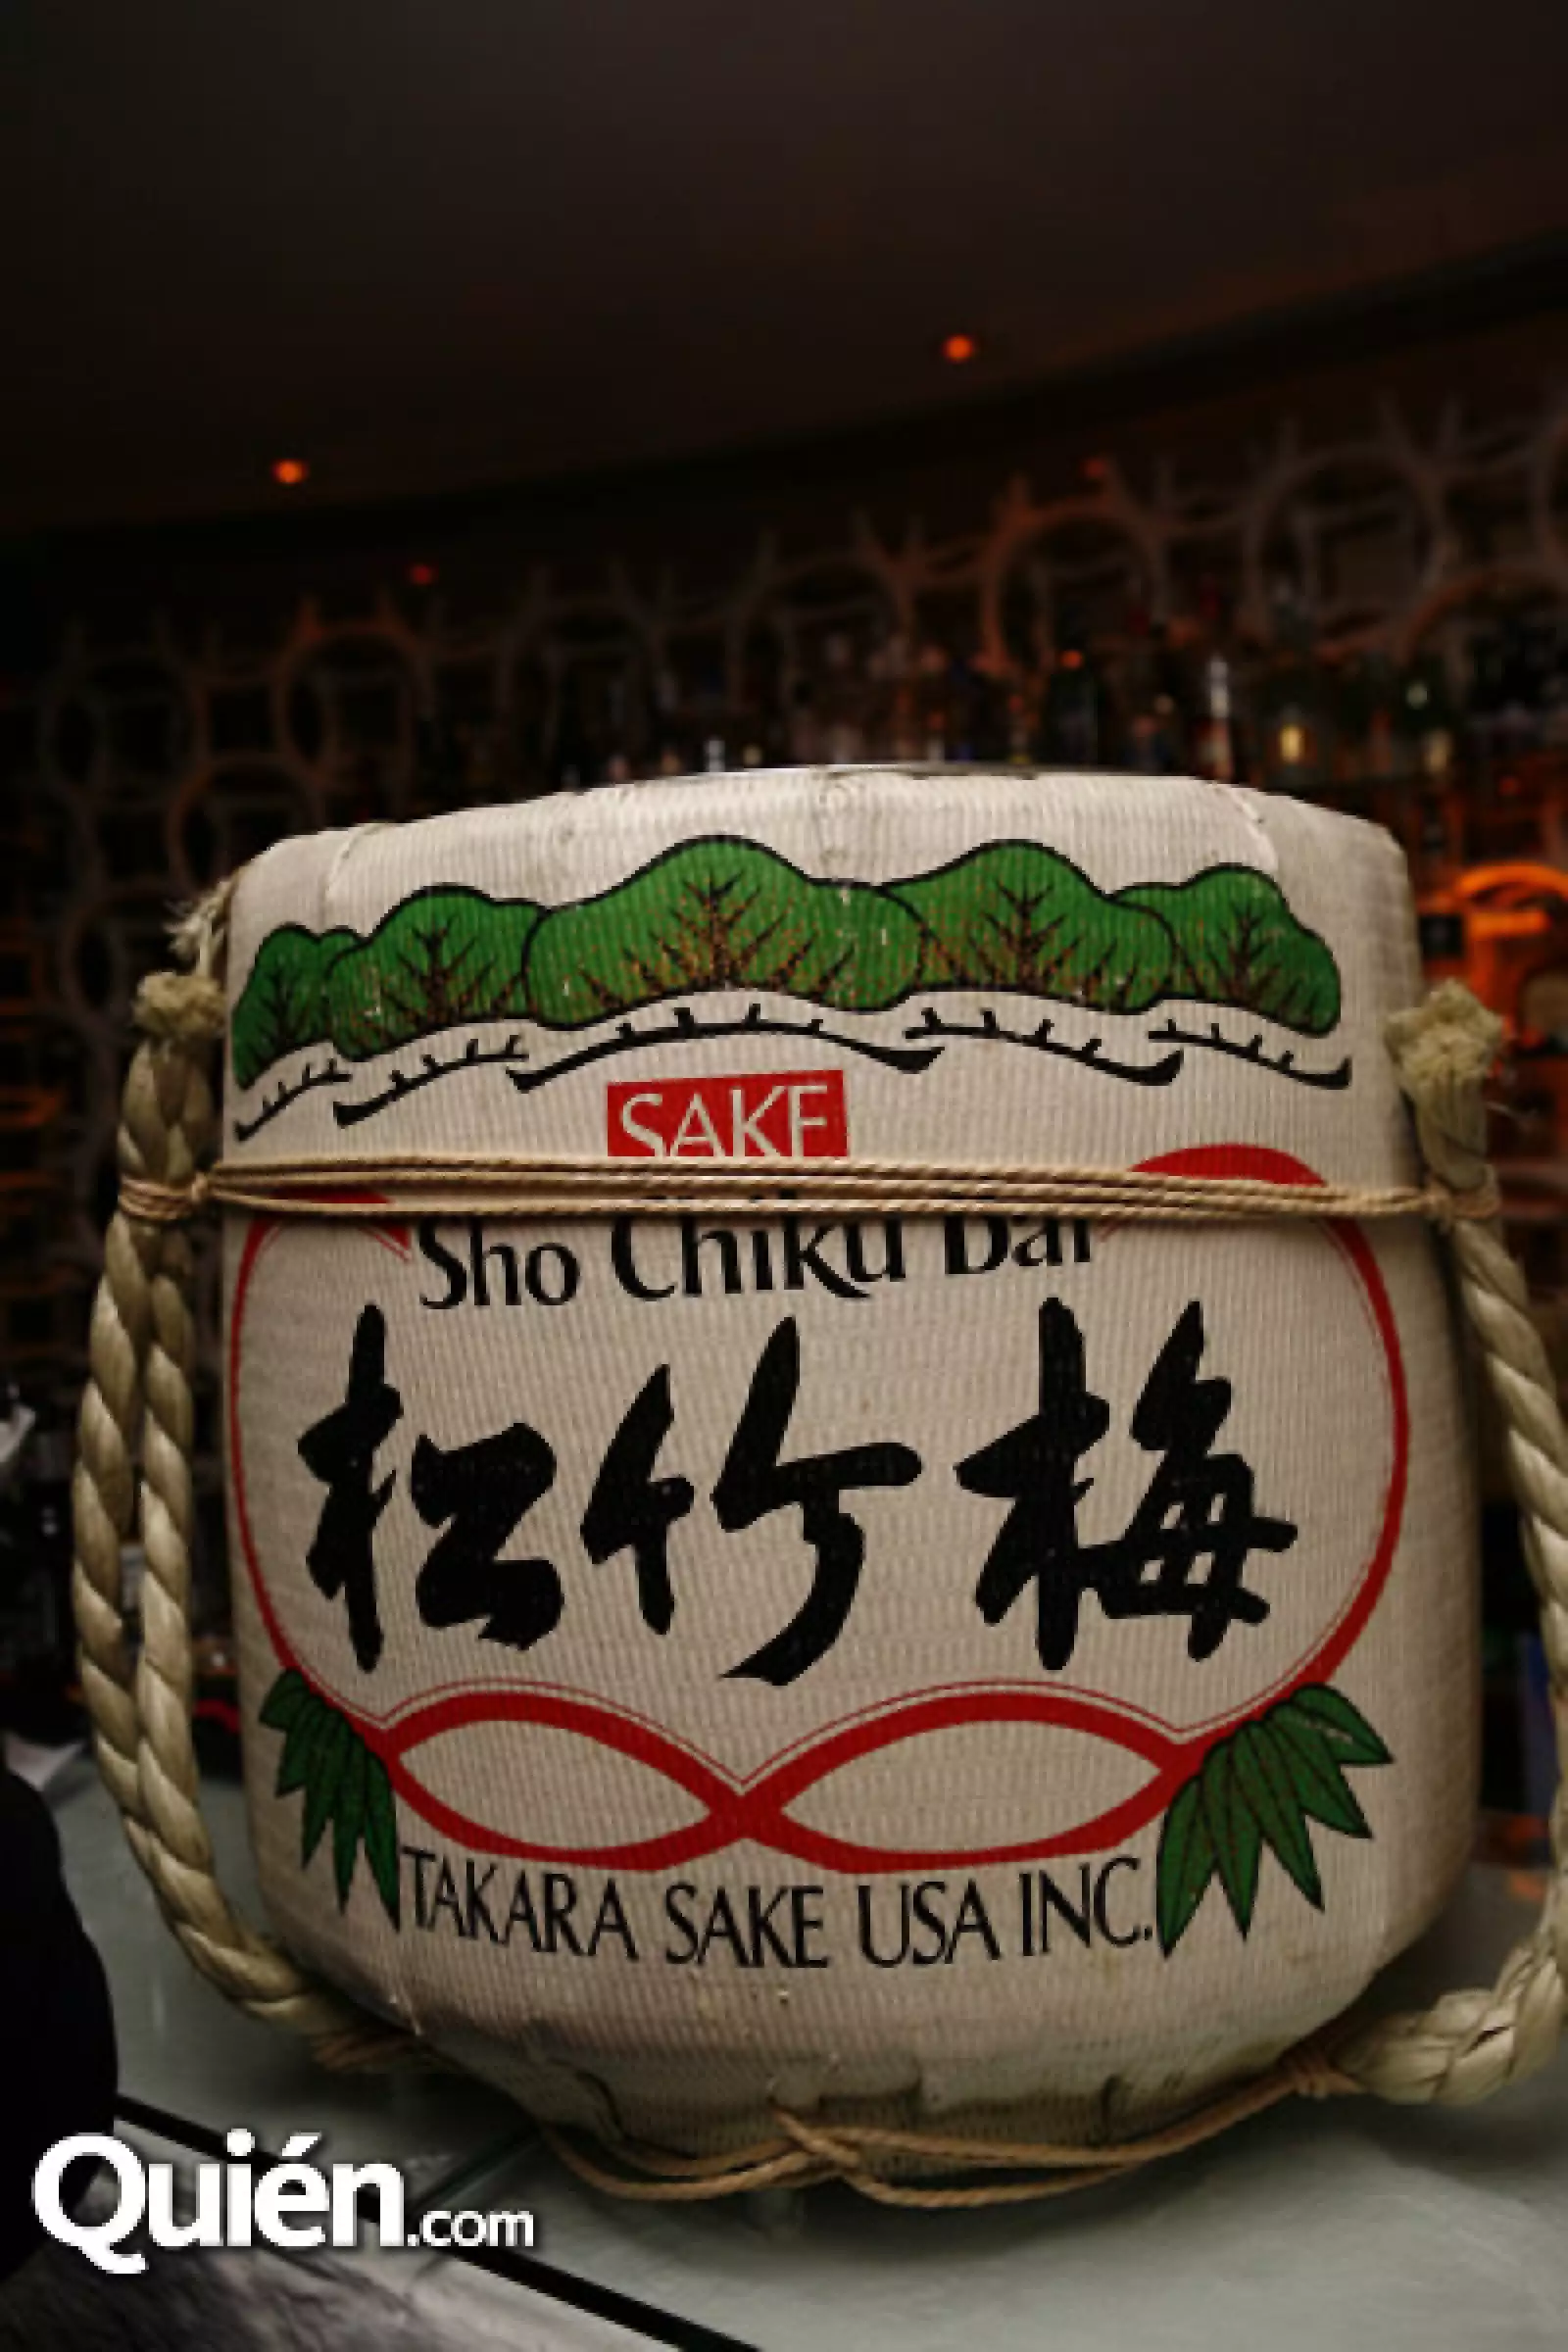 SAKE
Sho Chiku Bai
松竹梅
TAKARA SAKE USA INC.
Quién.com